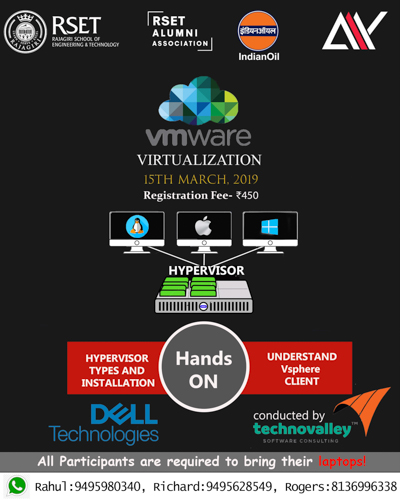 RSET
RAJAGIRI SCHOOL OF
ENGINEERING & TECHNOLOGY
RAJAGIRI
RSET
ALUMNI
ASSOCIATION
इंडियनऑयल
IndianOil
vmware
VIRTUALIZATION
15TH MARCH, 2019
Registration Fee- ₹450
HYPERVISOR
HYPERVISOR
TYPES AND
INSTALLATION
Hands
ON
UNDERSTAND
Vsphere
CLIENT
DELL
Technologies
conducted by
technovalley
SOFTWARE CONSULTING
All Participants are required to bring their laptops!
Rahul:9495980340, Richard:9495628549, Rogers:8136996338